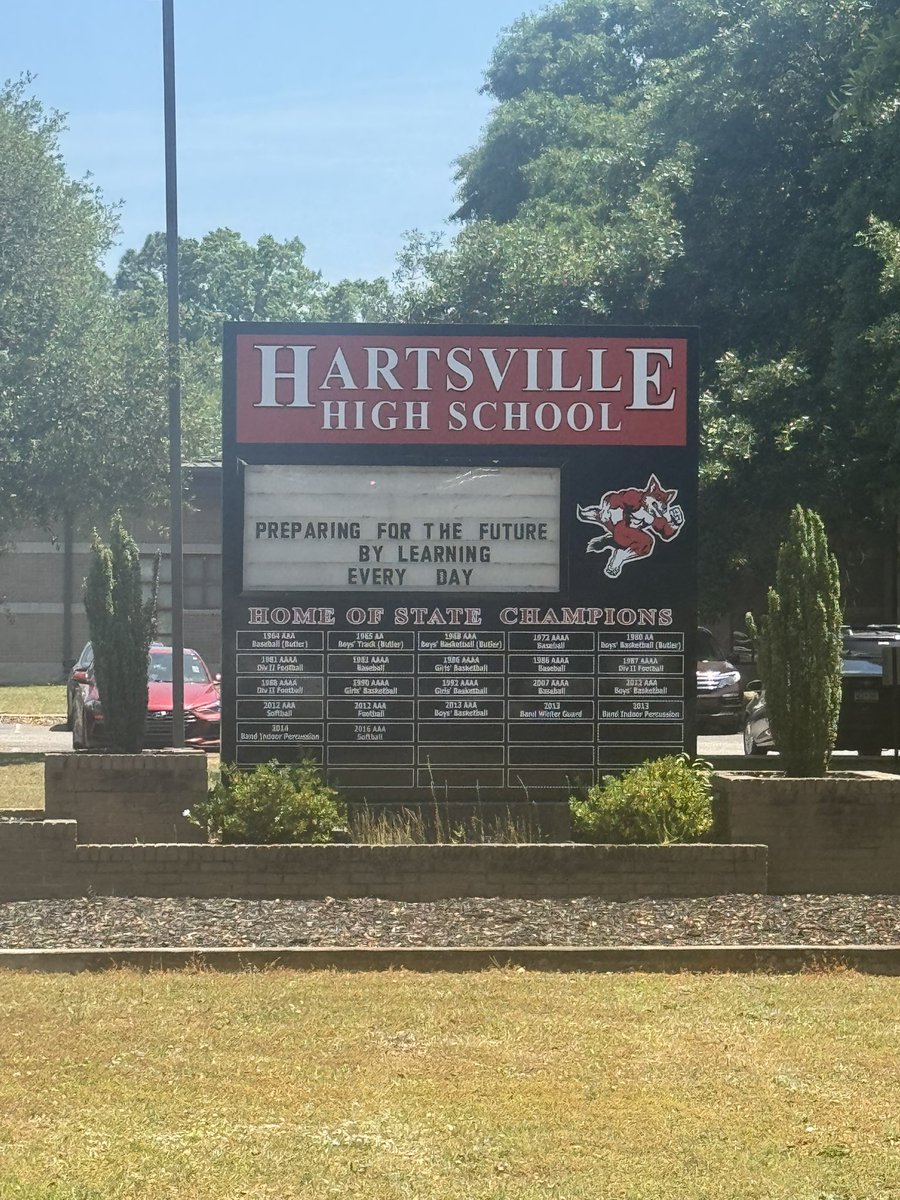 HARTSVILLE
HIGH SCHOOL
PREPARING FOR THE FUTURE
BY LEARNING
EVERY DAY
HOME OF STATE CHAMPIONS
1964 AAA
Baseball (Butler)
1965 AA
Boys' Track (Butler)
1968 AAA
Boys' Basketball (Butler)
1972 AAAA
Baseball
1980 AA
Boys' Basketball (Butler)
1981 AAAA
Div II Football
1982 AAAA
Baseball
1986 AAAA
Girls' Basketball
1986 AAAA
Baseball
1987 AAAA
Div II Football
1988 AAAA
Div II Football
1990 AAAA
Girls' Basketball
1992 AAAA
Girls' Basketball
2007 AAAA
Baseball
2012 AAA
Boys' Basketball
2012 AAA
Softball
2012 AAA
Football
2013 AAA
Boys' Basketball
2013
Band Winter Guard
2013
Band Indoor Percussion
2014
Band Indoor Percussion
2016 AAA
Softball